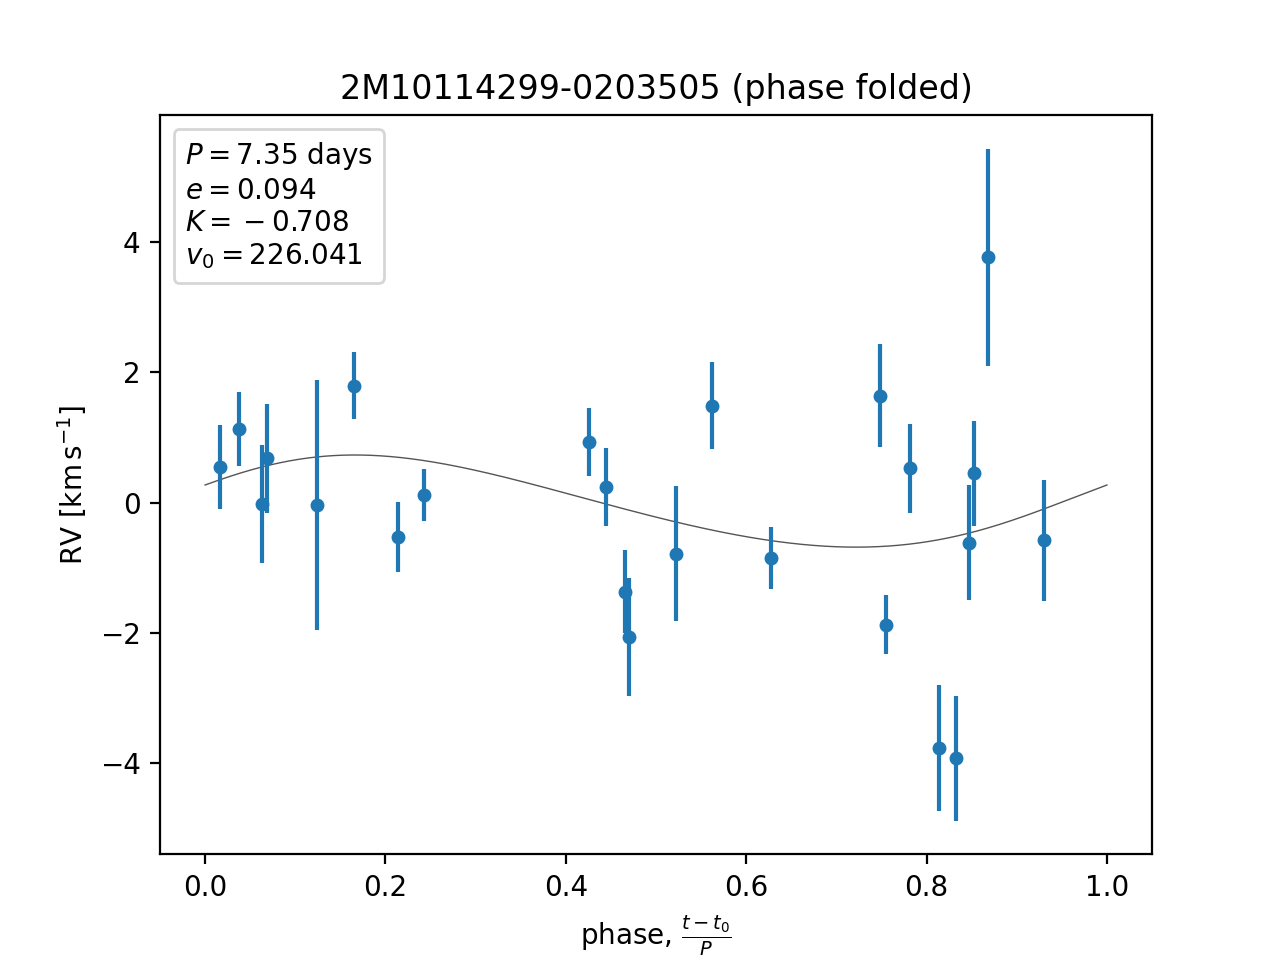 2M10114299-0203505 (phase folded)
P = 7.35 days
e = 0.094
K = −0.708
v₀ = 226.041
RV [km s⁻¹]
4
2
0
−2
−4
0.0 0.2 0.4 0.6 0.8 1.0
phase, (t − t₀)/P